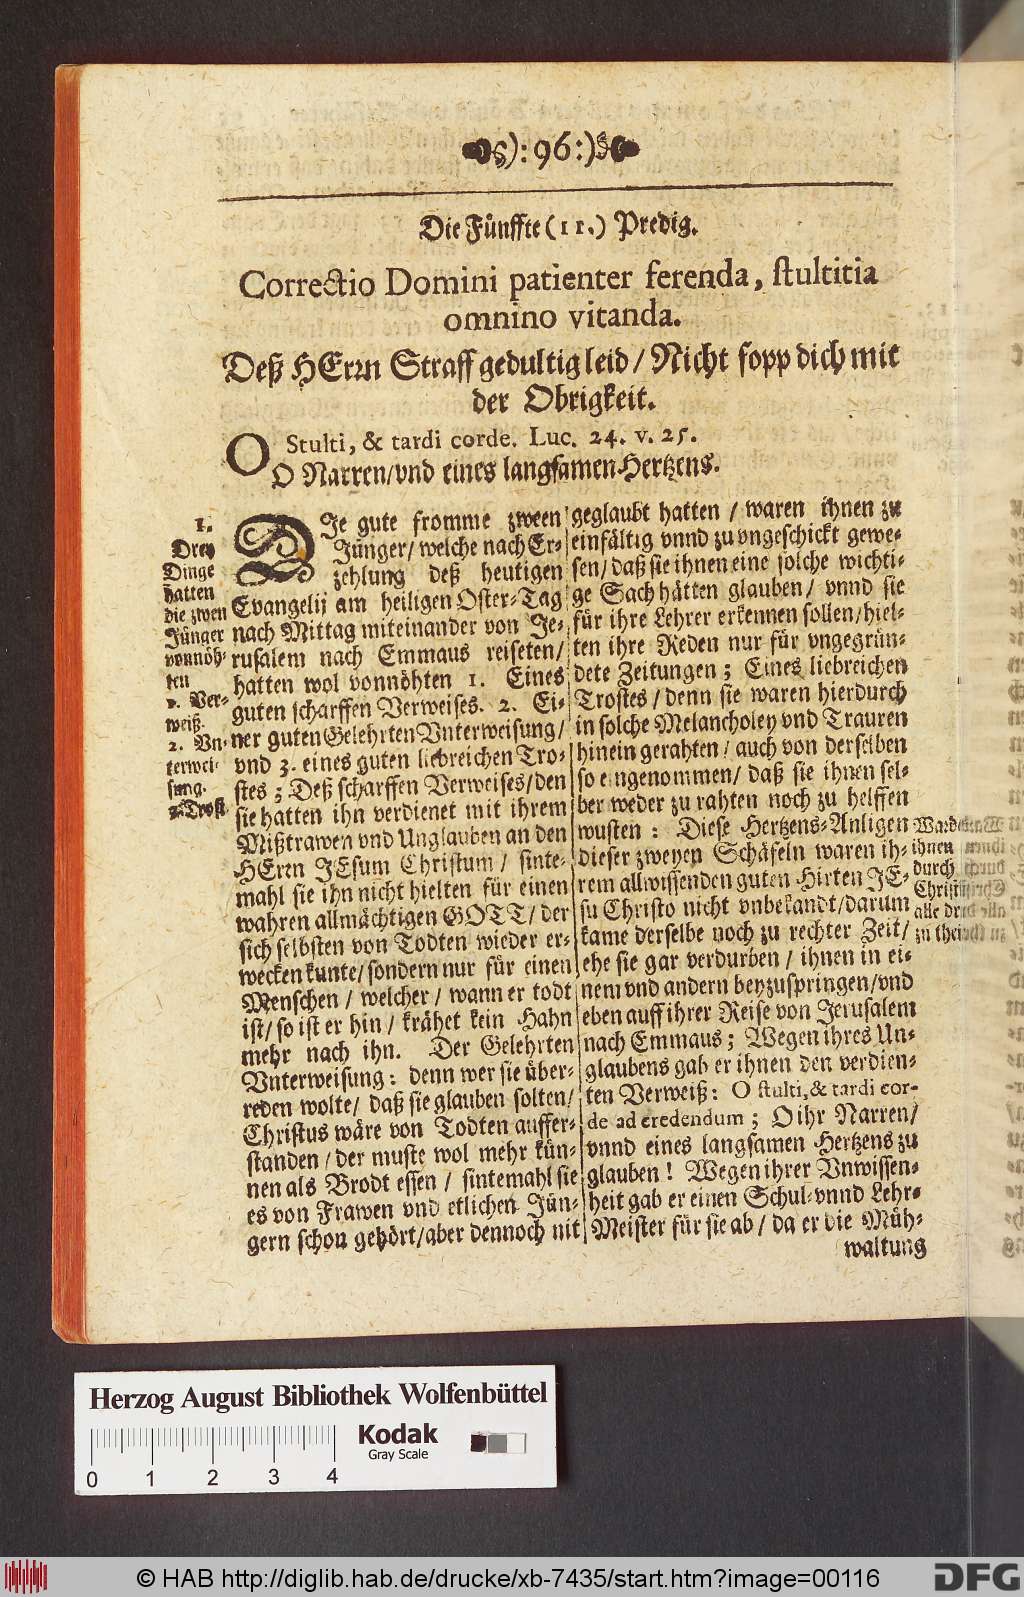 ):96:)
Die Fünffte (11.) Predig.
Correctio Domini patienter ferenda, stultitia
omnino vitanda.
Deß HErrn Straff gedultig leid / Nicht fopp dich mit
der Obrigkeit.
O Stulti, & tardi corde. Luc. 24. v. 25.
O Narren/vnd eines langsamen Hertzens.
1.
Drey
Dinge
hatten
die zwen
Jünger
vonnöh-
ten
1. Ver-
weiß.
2. Vn-
terwei-
sung.
3. Trost
DIe gute fromme zween
Jünger/ welche nach Er-
zehlung deß heutigen
Evangelij am heiligen Oster-Tag
nach Mittag miteinander von Je-
rusalem nach Emmaus reiseten/
hatten wol vonnöhten 1. Eines
guten scharffen Verweises. 2. Ei-
ner guten Gelehrten Vnterweisung/
vnd 3. eines guten liebreichen Tro-
stes; Deß scharffen Verweises/den
sie hatten ihn verdienet mit ihrem
Mißtrawen vnd Unglauben an den
HErrn JEsum Christum / sinte-
mahl sie ihn nicht hielten für einen
wahren allmächtigen GOTT/ der
sich selbsten von Todten wieder er-
wecken kunte/sondern nur für einen
Menschen / welcher / wann er todt
ist/ so ist er hin / krähet kein Hahn
mehr nach ihn. Der Gelehrten
Vnterweisung: denn wer sie über-
reden wolte/ daß sie glauben solten/
Christus wäre von Todten auffer-
standen / der muste wol mehr kün-
nen als Brodt essen / sintemahl sie
es von Frawen vnd etlichen Jün-
gern schon gehört/aber dennoch nit
geglaubt hatten / waren ihnen zu
einfältig vnnd zu vngeschickt gewe-
sen/ daß sie ihnen eine solche wichti-
ge Sach hätten glauben/ vnnd sie
für ihre Lehrer erkennen sollen/hiel-
ten ihre Reden nur für vngegrün-
dete Zeitungen; Eines liebreichen
Trostes / denn sie waren hierdurch
in solche Melancholey vnd Trauren
hinein gerahten / auch von derselben
so eingenommen/ daß sie ihnen sel-
ber weder zu rahten noch zu helffen
wusten: Diese Hertzens-Anligen
dieser zweyen Schäfeln waren ih-
rem allwissenden guten Hirten JE-
su Christo nicht vnbekandt/darum
kame derselbe noch zu rechter Zeit/
ehe sie gar verdurben / ihnen in ei-
nem vnd andern beyzuspringen/vnd
eben auff ihrer Reise von Jerusalem
nach Emmaus; Wegen ihres Un-
glaubens gab er ihnen den verdien-
ten Verweiß: O stulti, & tardi cor-
de ad credendum; O ihr Narren/
vnnd eines langsamen Hertzens zu
glauben! Wegen ihrer Vnwissen-
heit gab er einen Schul- vnnd Lehr-
Meister für sie ab / da er die Müh-
waltung
ihnen
durch
alle
Herzog August Bibliothek Wolfenbüttel
Kodak
Gray Scale
0 1 2 3 4
© HAB http://diglib.hab.de/drucke/xb-7435/start.htm?image=00116
DFG